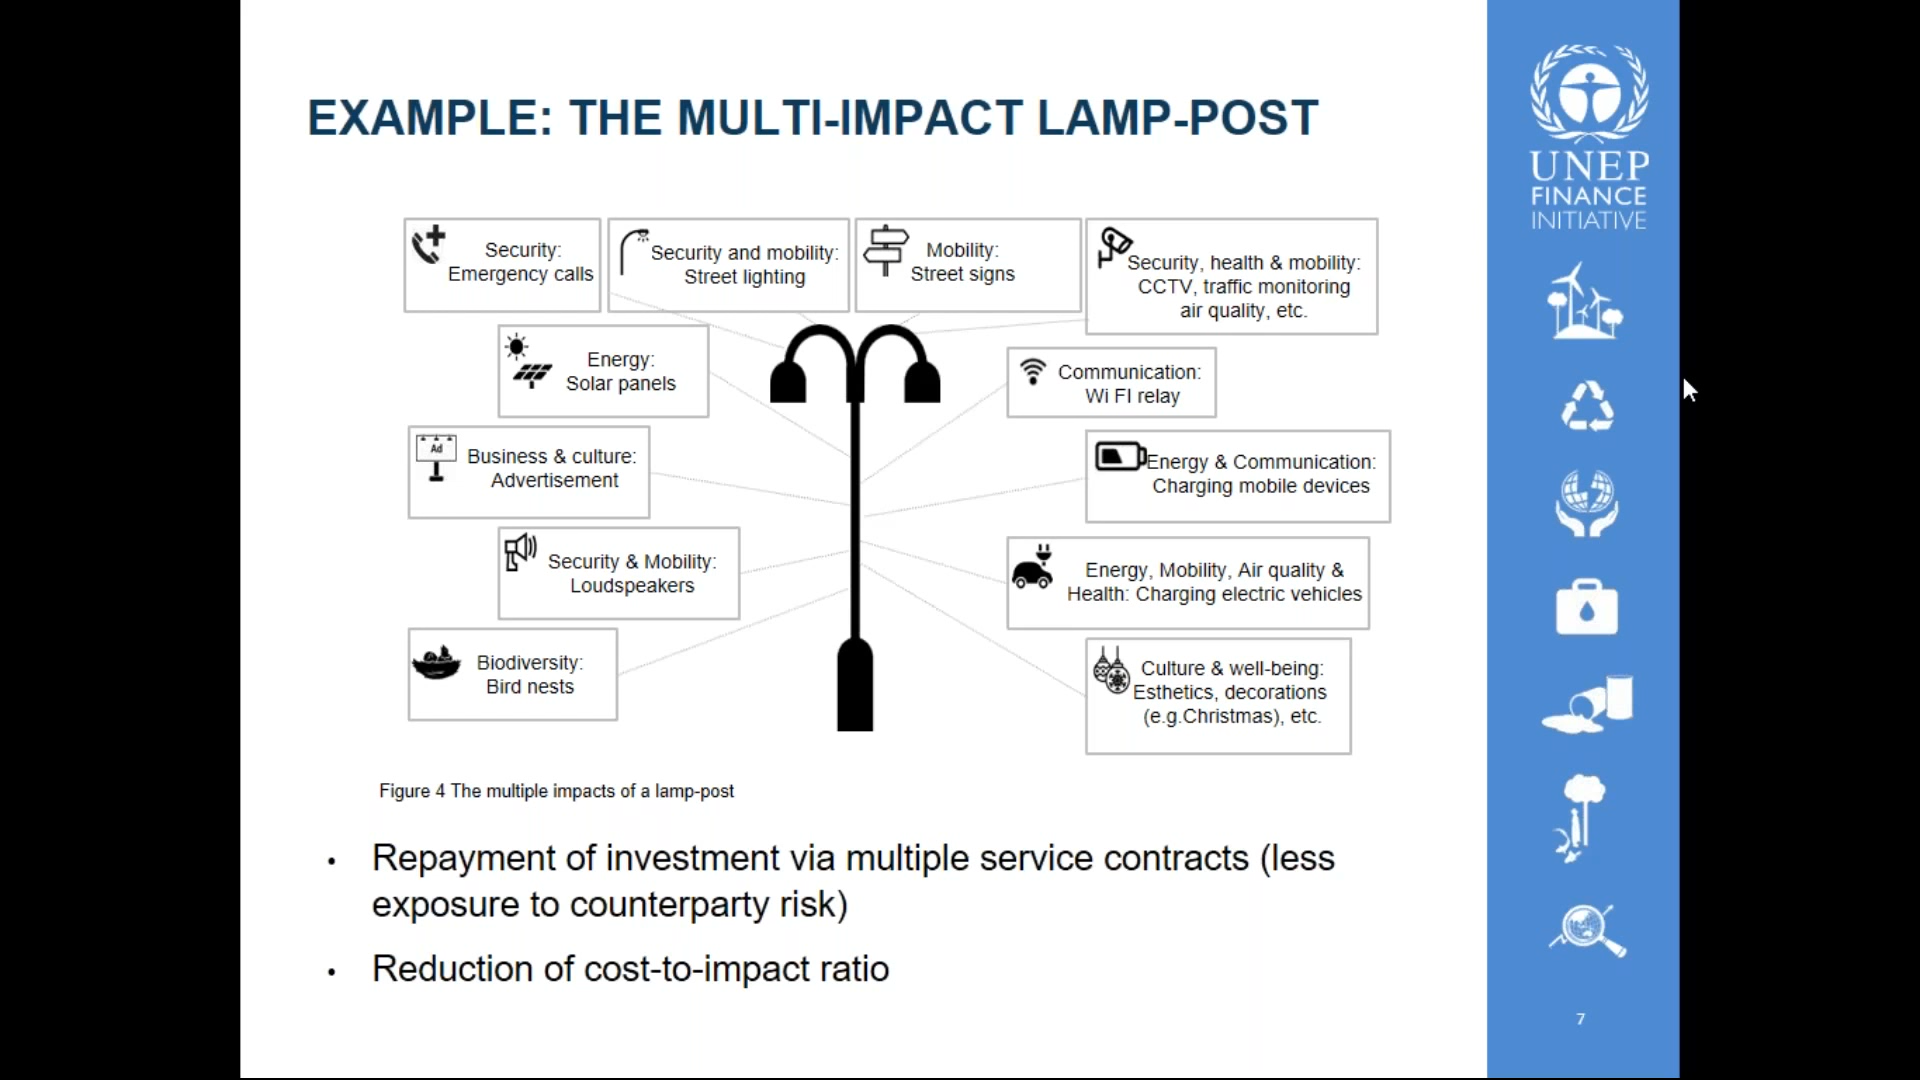 EXAMPLE: THE MULTI-IMPACT LAMP-POST
Security:
Emergency calls
Security and mobility:
Street lighting
Mobility:
Street signs
Security, health & mobility:
CCTV, traffic monitoring
air quality, etc.
Energy:
Solar panels
Communication:
Wi FI relay
Ad
Business & culture:
Advertisement
Energy & Communication:
Charging mobile devices
Security & Mobility:
Loudspeakers
Energy, Mobility, Air quality &
Health: Charging electric vehicles
Biodiversity:
Bird nests
Culture & well-being:
Esthetics, decorations
(e.g.Christmas), etc.
Figure 4 The multiple impacts of a lamp-post
• Repayment of investment via multiple service contracts (less
exposure to counterparty risk)
• Reduction of cost-to-impact ratio
UNEP
FINANCE
INITIATIVE
7